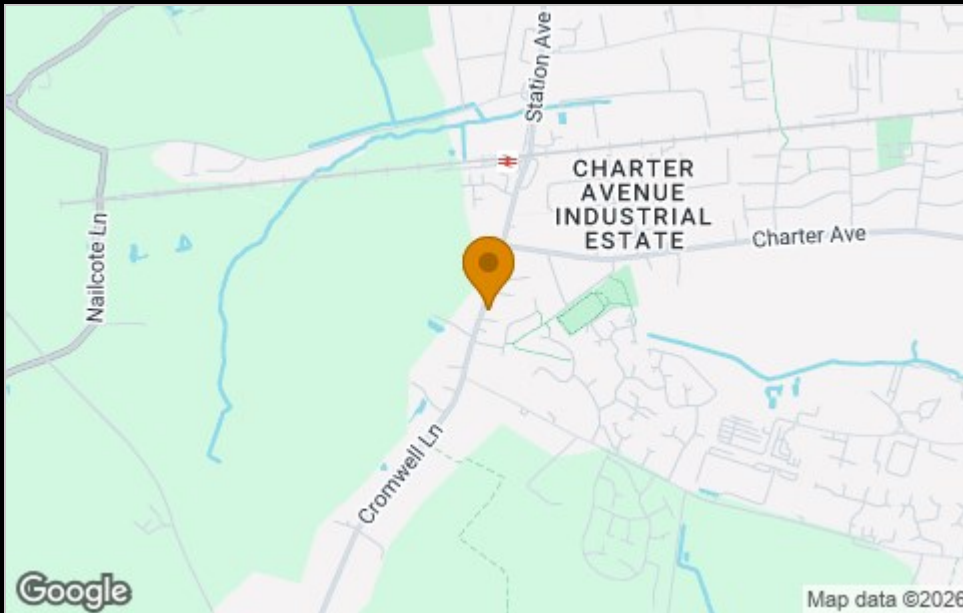 Station Ave
CHARTER
AVENUE
INDUSTRIAL
ESTATE
Charter Ave
Nailcote Ln
Cromwell Ln
Google
Map data ©2026